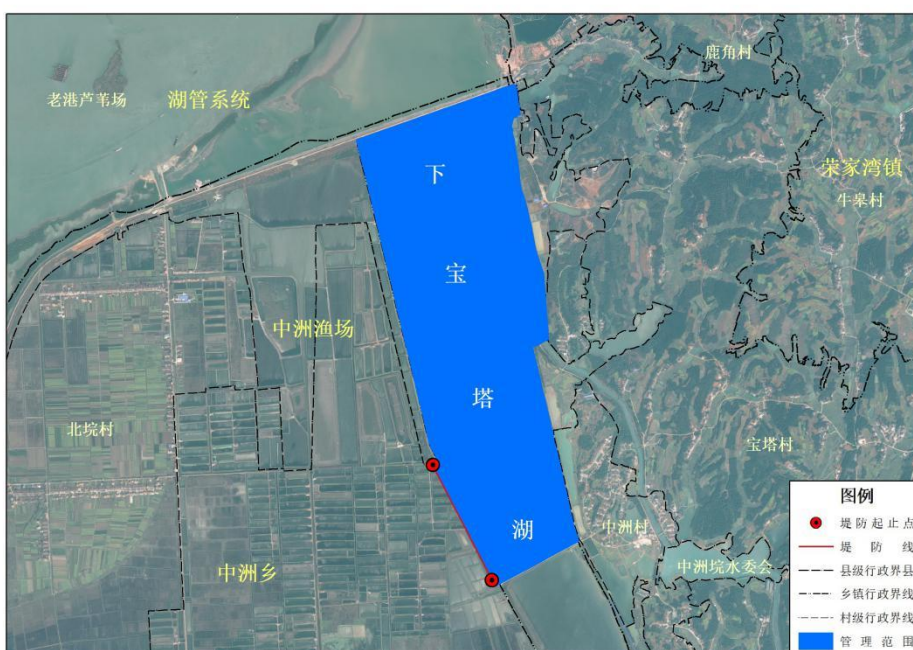 鹿角村
老港芦苇场
湖管系统
荣家湾镇
牛皋村
下
宝
塔
湖
中洲渔场
北垸村
宝塔村
中洲村
中洲乡
中洲垸水委会
图例
堤防起止点
堤防线
县级行政界县
乡镇行政界线
村级行政界线
管理范围